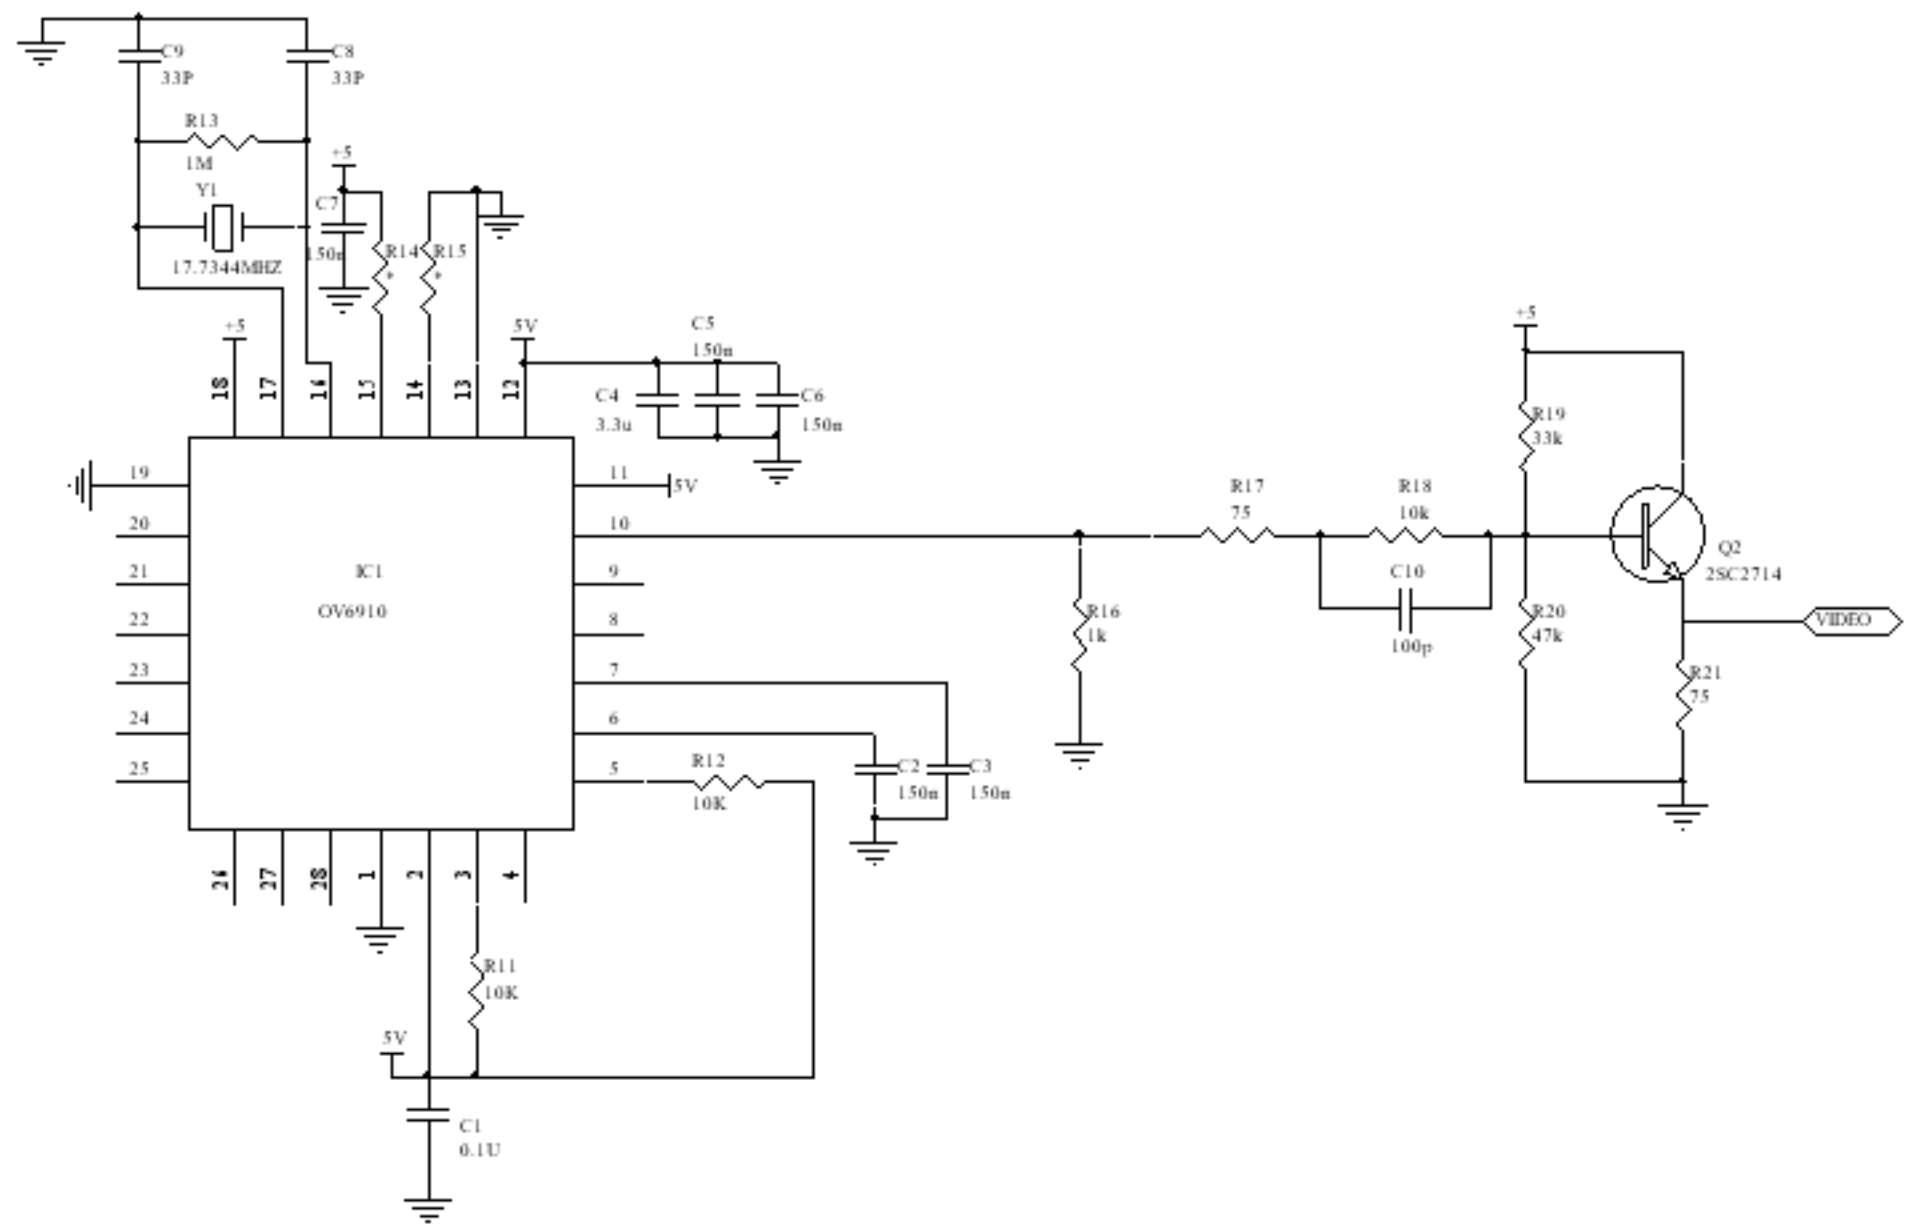 C9
33P
C8
33P
R13
1M
Y1
17.7344MHZ
+5
C7
150n
R14
*
R15
*
+5
5V
C5
150n
C4
3.3u
C6
150n
18
17
16
15
14
13
12
19
20
21
22
23
24
25
11
5V
10
9
8
7
6
5
IC1
OV6910
R12
10K
C2
150n
C3
150n
26
27
28
1
2
3
4
R11
10K
5V
C1
0.1U
R16
1k
R17
75
R18
10k
C10
100p
+5
R19
33k
R20
47k
Q2
2SC2714
VIDEO
R21
75